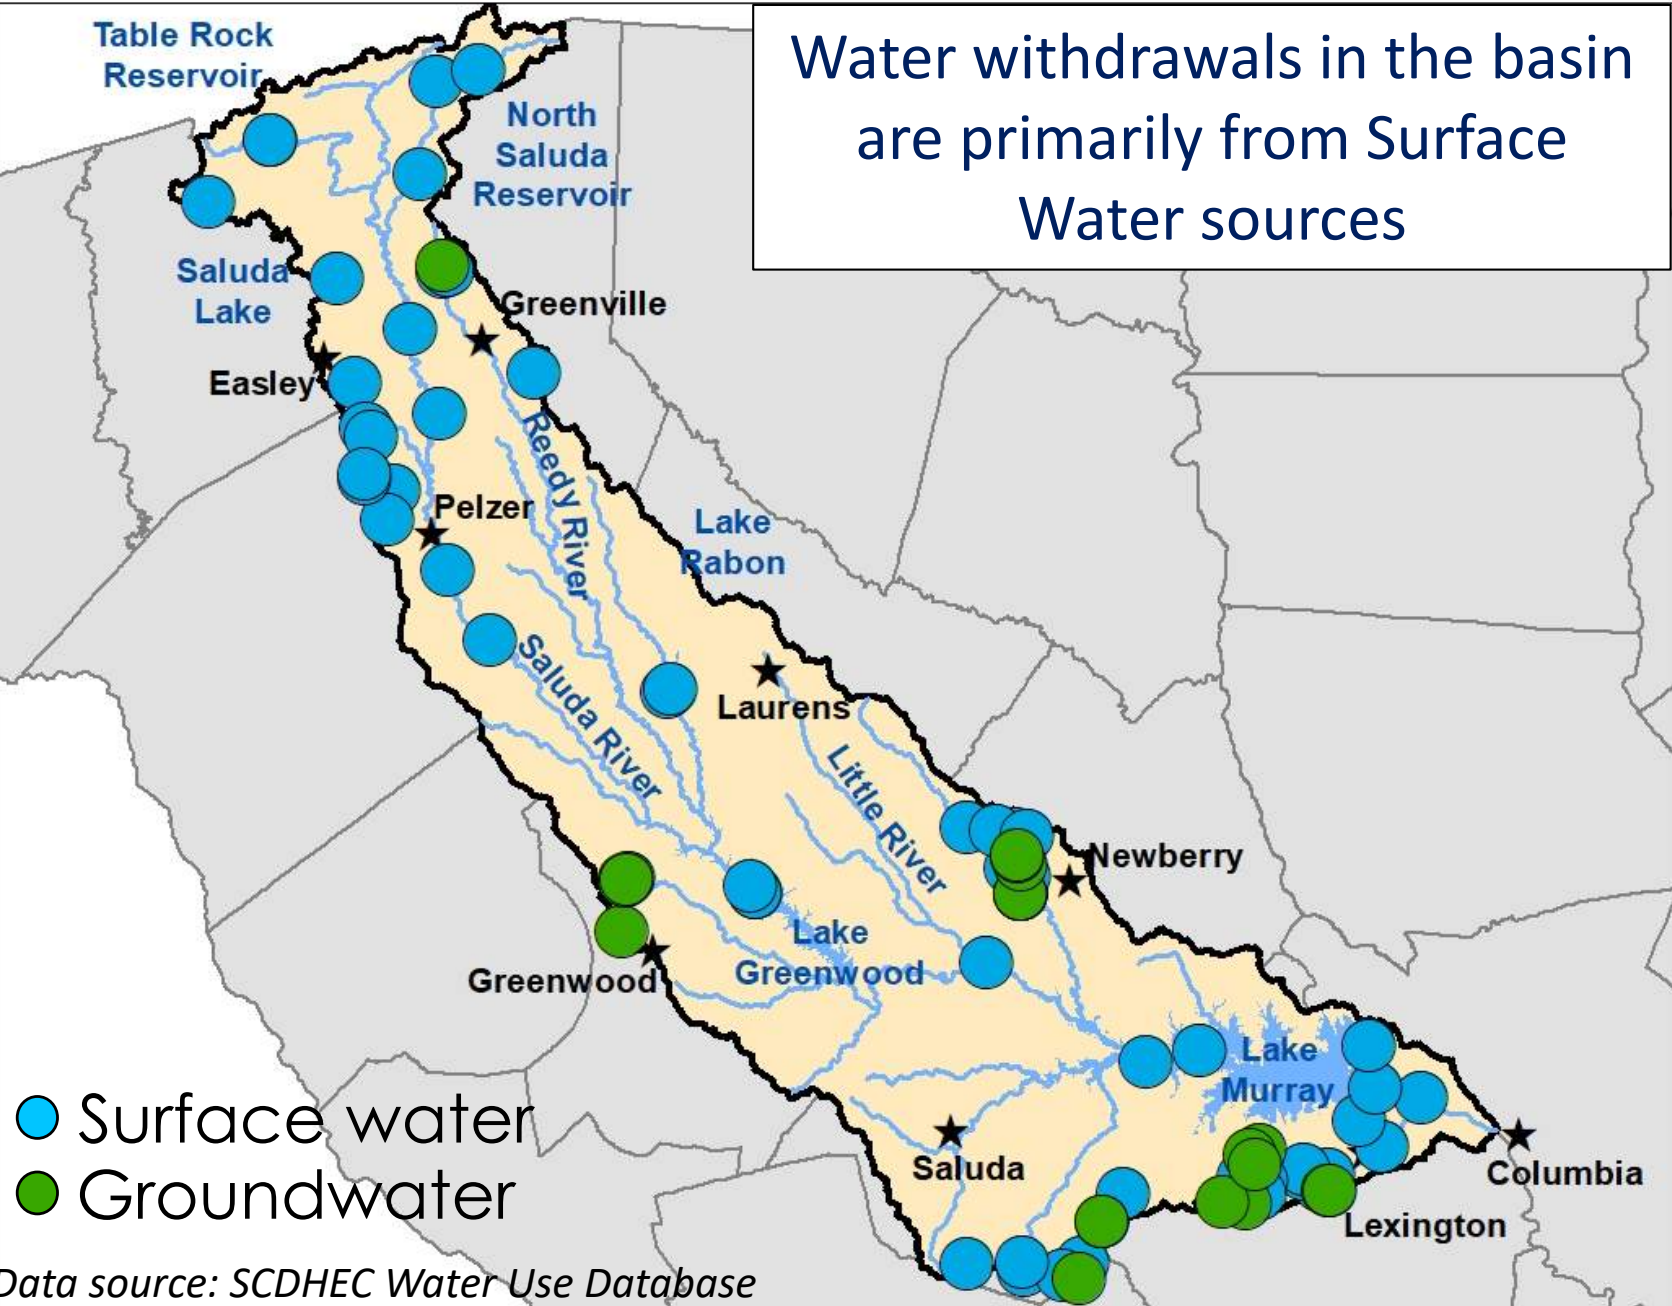 Water withdrawals in the basin
are primarily from Surface
Water sources
Table Rock
Reservoir
North
Saluda
Reservoir
Saluda
Lake
Greenville
Easley
Reedy River
Pelzer
Lake
Rabon
Saluda River
Laurens
Little River
Newberry
Lake
Greenwood
Greenwood
Lake
Murray
Saluda
Columbia
Lexington
Surface water
Groundwater
Data source: SCDHEC Water Use Database